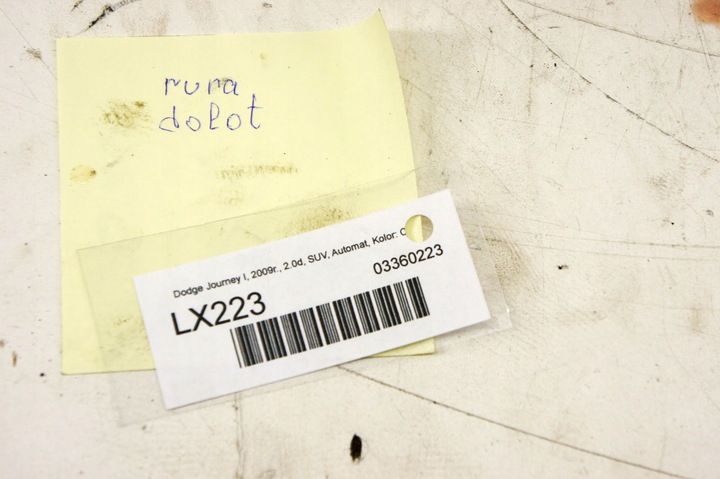 rura
dolot
Dodge Journey I, 2009r., 2.0d, SUV, Automat, Kolor:
03360223
LX223